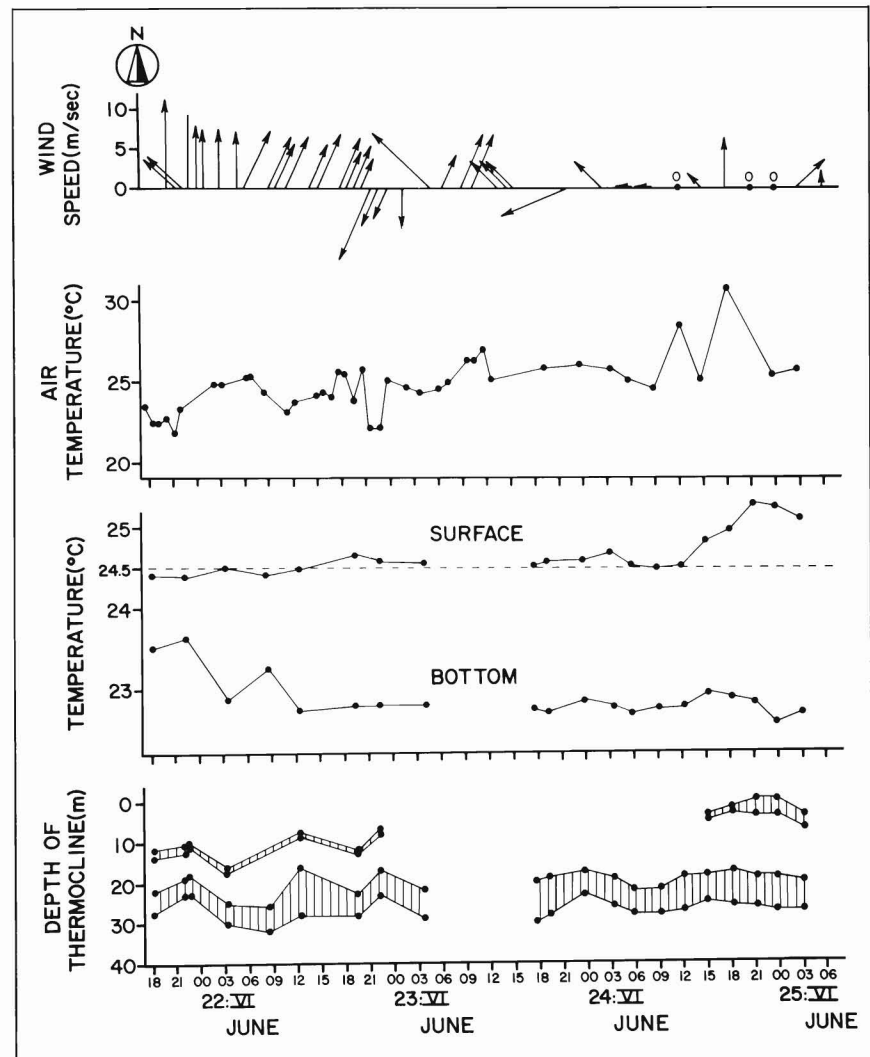 N
WIND
SPEED(m/sec)
10
5
0
O O O
AIR
TEMPERATURE(°C)
30
25
20
TEMPERATURE(°C)
25
24.5
24
23
SURFACE
BOTTOM
DEPTH OF
THERMOCLINE(m)
0
10
20
30
40
18 21 00 03 06 09 12 15 18 21 00 03 06 09 12 15 18 21 00 03 06 09 12 15 18 21 00 03 06
22:VI 23:VI 24:VI 25:VI
JUNE JUNE JUNE JUNE